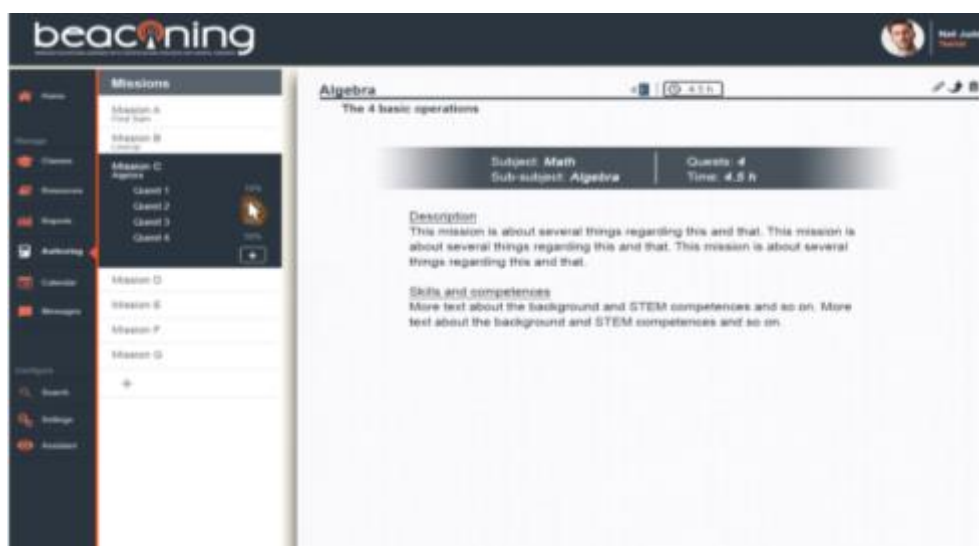 beaconing
Teacher
Home
Manage
Classes
Resources
Reports
Authoring
Calendar
Messages
Configure
Search
Settings
Assistant
Missions
Mission A
Mission B
Mission C
Algebra
Quest 1
Quest 2
Quest 3
Quest 4
+
Mission D
Mission E
Mission F
Mission G
+
Algebra
4.5 h
The 4 basic operations
Subject: Math
Sub-subject: Algebra
Quests: 4
Time: 4.5 h
Description
This mission is about several things regarding this and that. This mission is
about several things regarding this and that. This mission is about several
things regarding this and that.
Skills and competences
More text about the background and STEM competences and so on. More
text about the background and STEM competences and so on.